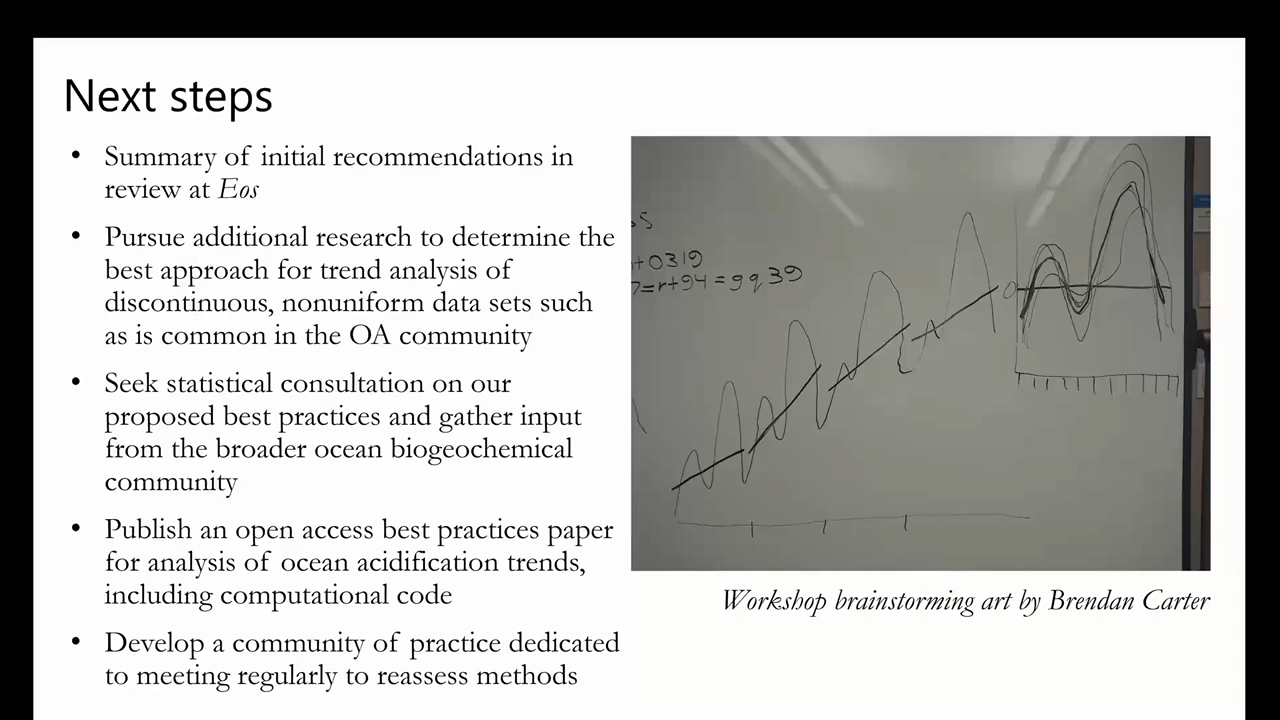 Next steps
• Summary of initial recommendations in
review at Eos
• Pursue additional research to determine the
best approach for trend analysis of
discontinuous, nonuniform data sets such
as is common in the OA community
• Seek statistical consultation on our
proposed best practices and gather input
from the broader ocean biogeochemical
community
• Publish an open access best practices paper
for analysis of ocean acidification trends,
including computational code
• Develop a community of practice dedicated
to meeting regularly to reassess methods
+0319
=r+94=9939
0
Workshop brainstorming art by Brendan Carter